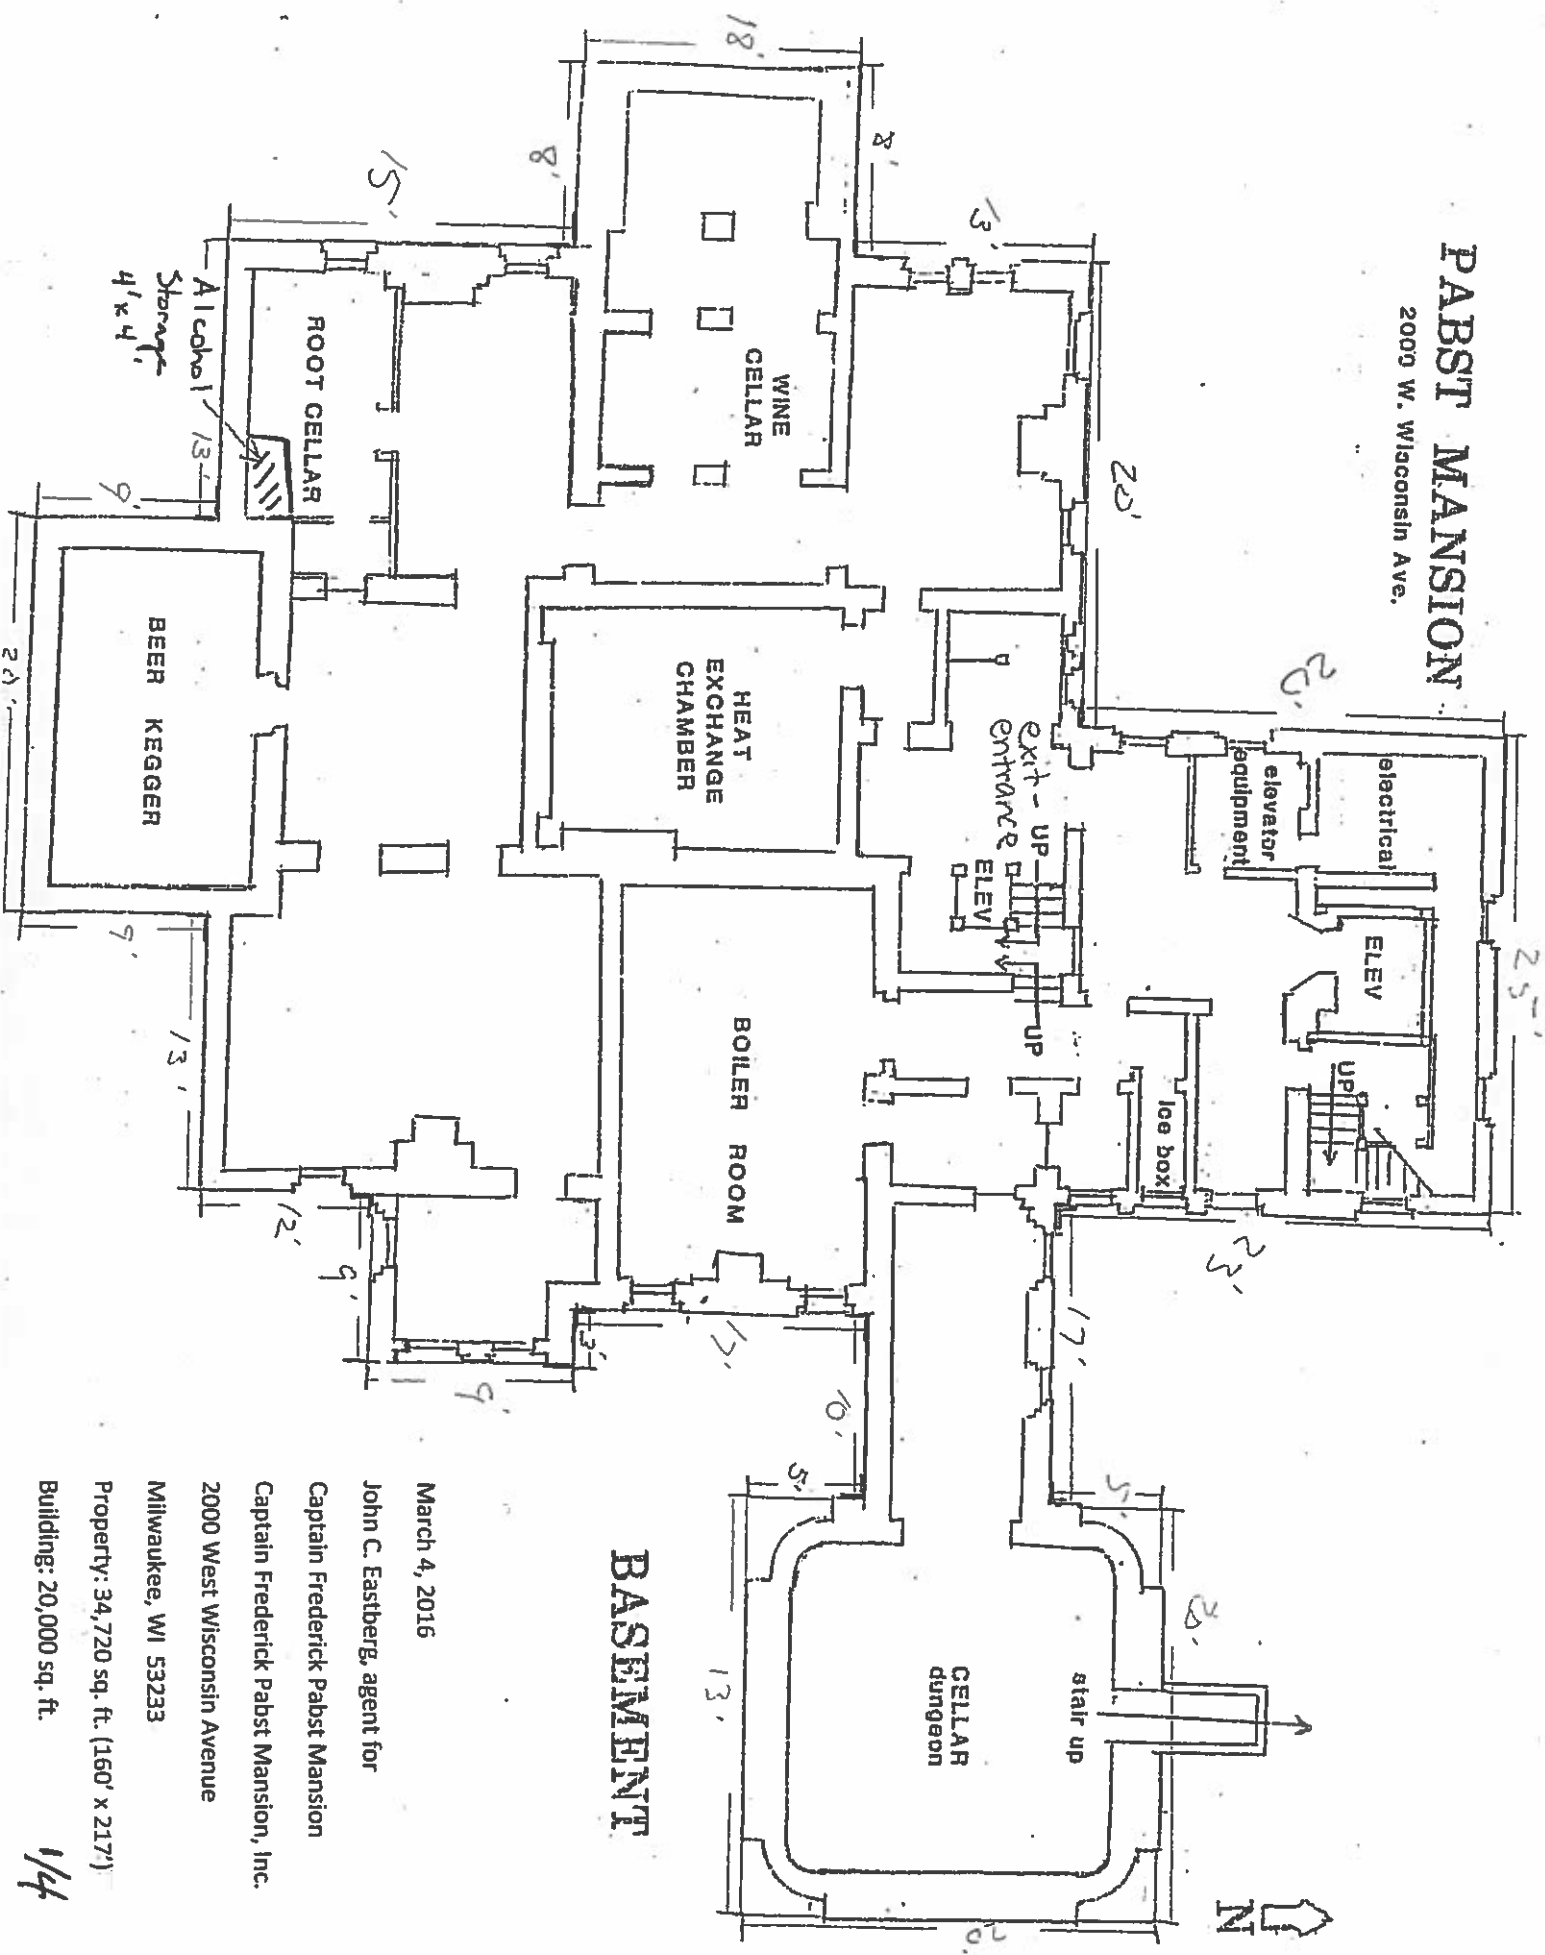 PABST MANSION
2000 W. Wisconsin Ave.
25'
20'
electrical
elevator
equipment
ELEV
UP
Ice box
23'
20'
13'
8'
18'
8'
15'
exit -
entrance
UP
ELEV
UP
17'
WINE
CELLAR
HEAT
EXCHANGE
CHAMBER
BOILER ROOM
17'
10'
5'
5'
20'
stair up
CELLAR
dungeon
13'
20'
N
ROOT CELLAR
Alcohol
Storage
4' x 4'
13'
9'
BEER KEGGER
20'
9'
13'
12'
9'
3'
9'
BASEMENT
March 4, 2016
John C. Eastberg, agent for
Captain Frederick Pabst Mansion
Captain Frederick Pabst Mansion, Inc.
2000 West Wisconsin Avenue
Milwaukee, WI 53233
Property: 34,720 sq. ft. (160' x 217')
Building: 20,000 sq. ft.
1/4